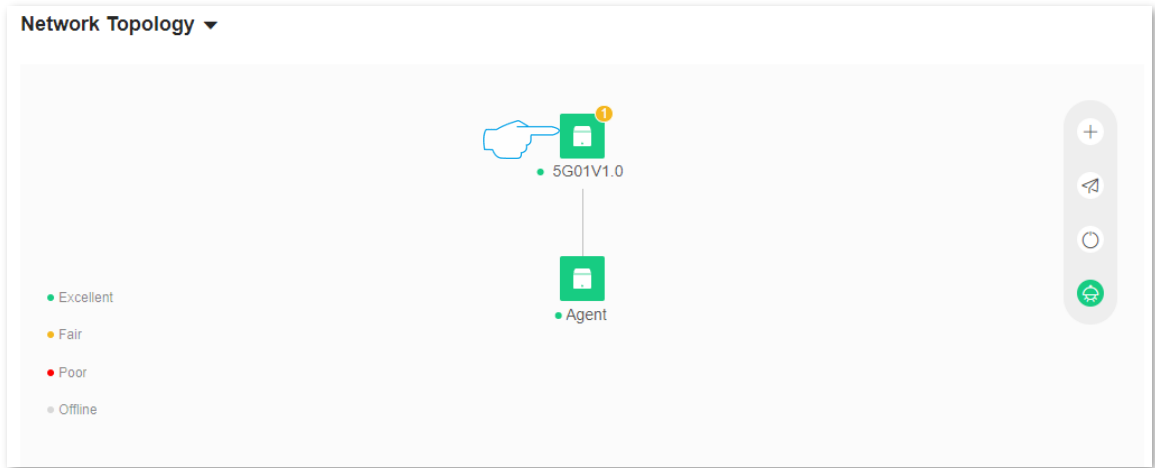 Network Topology
1
5G01V1.0
Agent
Excellent
Fair
Poor
Offline